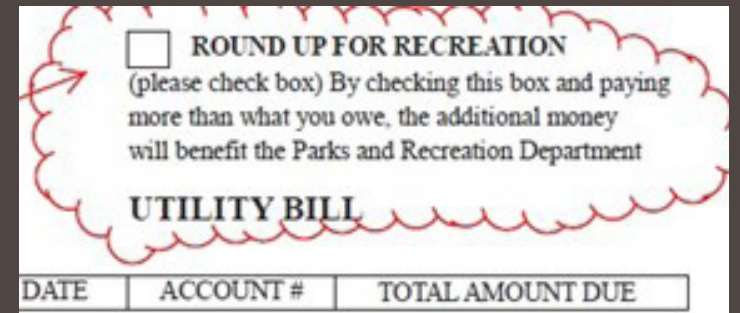 ROUND UP FOR RECREATION
(please check box) By checking this box and paying
more than what you owe, the additional money
will benefit the Parks and Recreation Department
UTILITY BILL
DATE ACCOUNT # TOTAL AMOUNT DUE